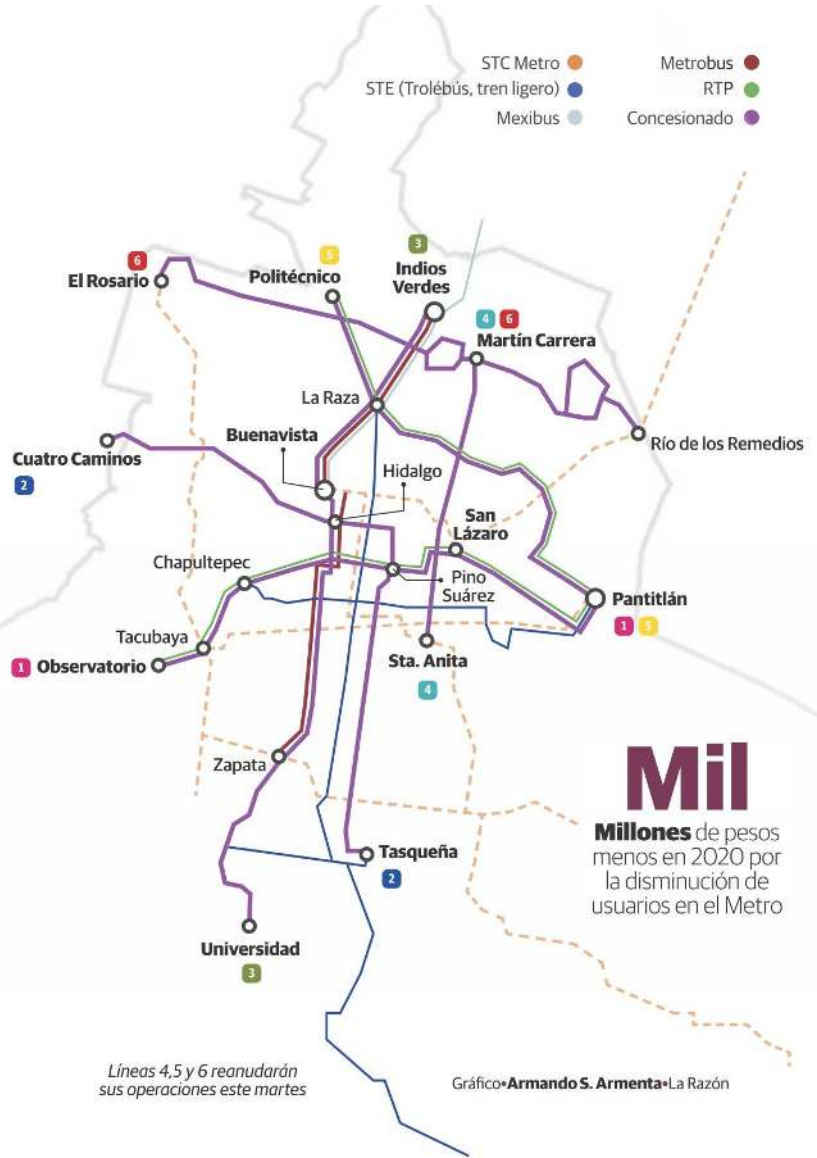 STC Metro
Metrobus
STE (Trolébús, tren ligero)
RTP
Mexibus
Concesionado
6
El Rosario
5
Politécnico
3
Indios
Verdes
4 6
Martín Carrera
La Raza
Buenavista
Río de los Remedios
Cuatro Caminos
2
Hidalgo
San
Lázaro
Chapultepec
Pino
Suárez
Pantitlán
1 5
Tacubaya
1 Observatorio
Sta. Anita
4
Zapata
Mil
Millones de pesos
menos en 2020 por
la disminución de
usuarios en el Metro
Tasqueña
2
Universidad
3
Líneas 4,5 y 6 reanudarán
sus operaciones este martes
Gráfico•Armando S. Armenta•La Razón